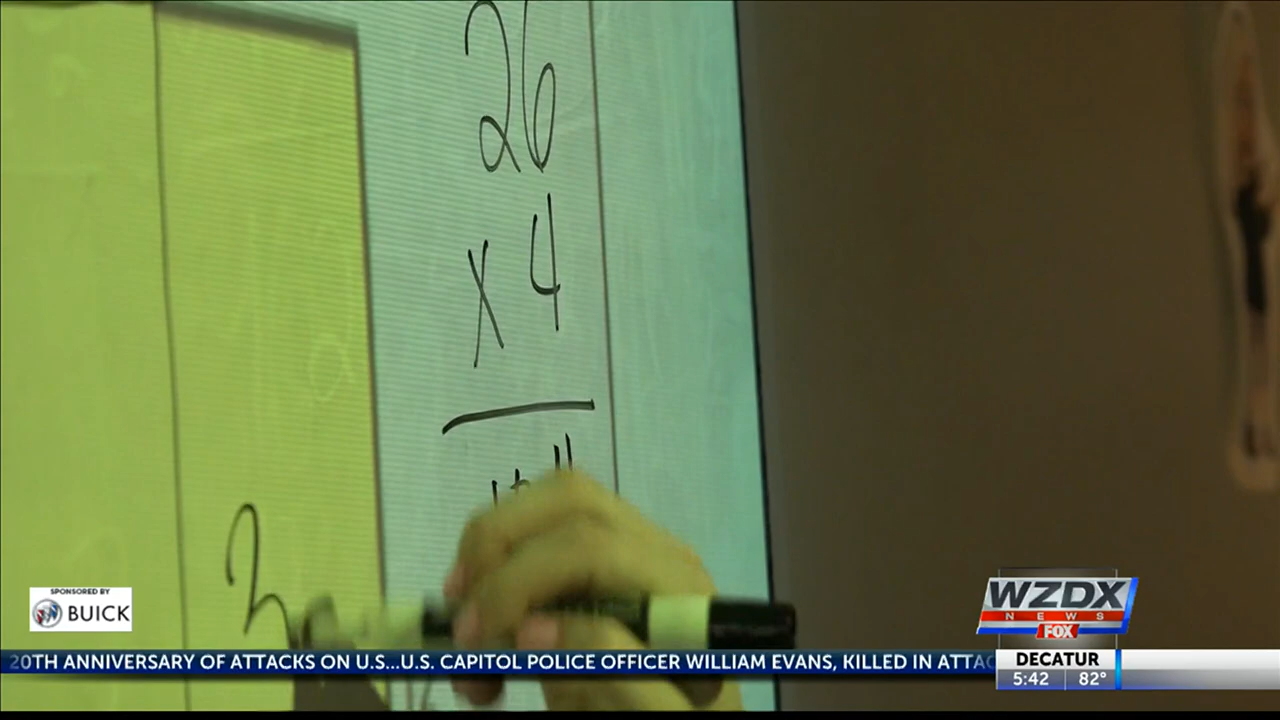 26
x 4
SPONSORED BY
BUICK
WZDX
NEWS
FOX
20TH ANNIVERSARY OF ATTACKS ON U.S...U.S. CAPITOL POLICE OFFICER WILLIAM EVANS, KILLED IN ATTAC
DECATUR
5:42 82°